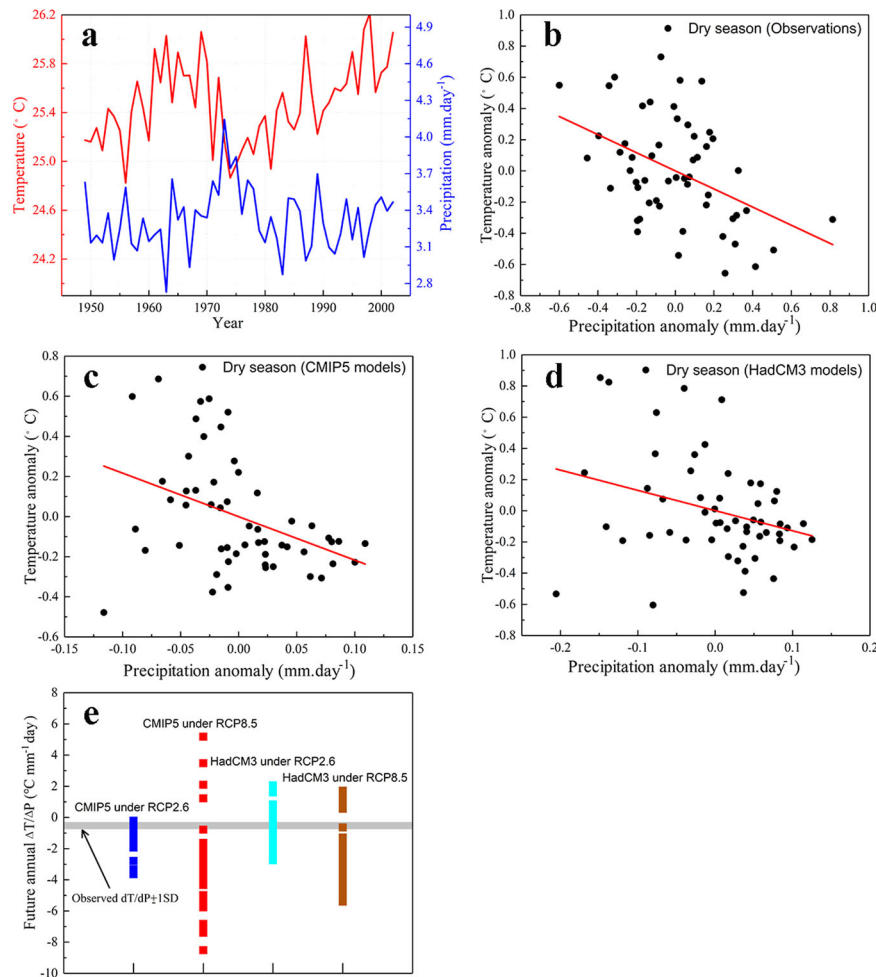 a
26.2
25.8
25.4
25.0
24.6
24.2
Temperature (° C)
4.9
4.5
4.0
3.6
3.1
2.8
Precipitation (mm.day-1)
1950 1960 1970 1980 1990 2000
Year
b
Dry season (Observations)
1.0
0.8
0.6
0.4
0.2
0.0
-0.2
-0.4
-0.6
-0.8
Temperature anomaly (° C)
-0.6 -0.4 -0.2 0.0 0.2 0.4 0.6 0.8 1.0
Precipitation anomaly (mm.day-1)
c
Dry season (CMIP5 models)
0.8
0.6
0.4
0.2
0.0
-0.2
-0.4
-0.6
Temperature anomaly (° C)
-0.15 -0.10 -0.05 0.00 0.05 0.10 0.15
Precipitation anomaly (mm.day-1)
d
Dry season (HadCM3 models)
1.0
0.8
0.6
0.4
0.2
0.0
-0.2
-0.4
-0.6
-0.8
Temperature anomaly (° C)
-0.2 -0.1 0.0 0.1 0.2
Precipitation anomaly (mm.day-1)
e
8
6
4
2
0
-2
-4
-6
-8
-10
Future annual ΔT/ΔP (°C mm-1 day)
CMIP5 under RCP8.5
HadCM3 under RCP2.6
HadCM3 under RCP8.5
CMIP5 under RCP2.6
Observed dT/dP±1SD